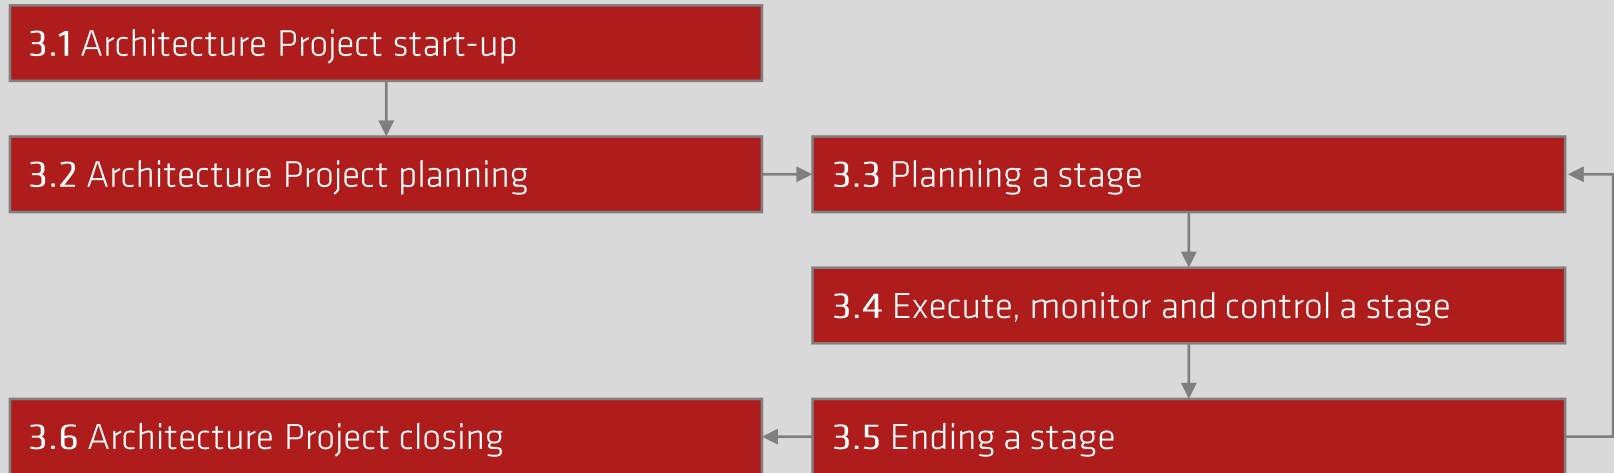 3.1 Architecture Project start-up
3.2 Architecture Project planning
3.3 Planning a stage
3.4 Execute, monitor and control a stage
3.5 Ending a stage
3.6 Architecture Project closing